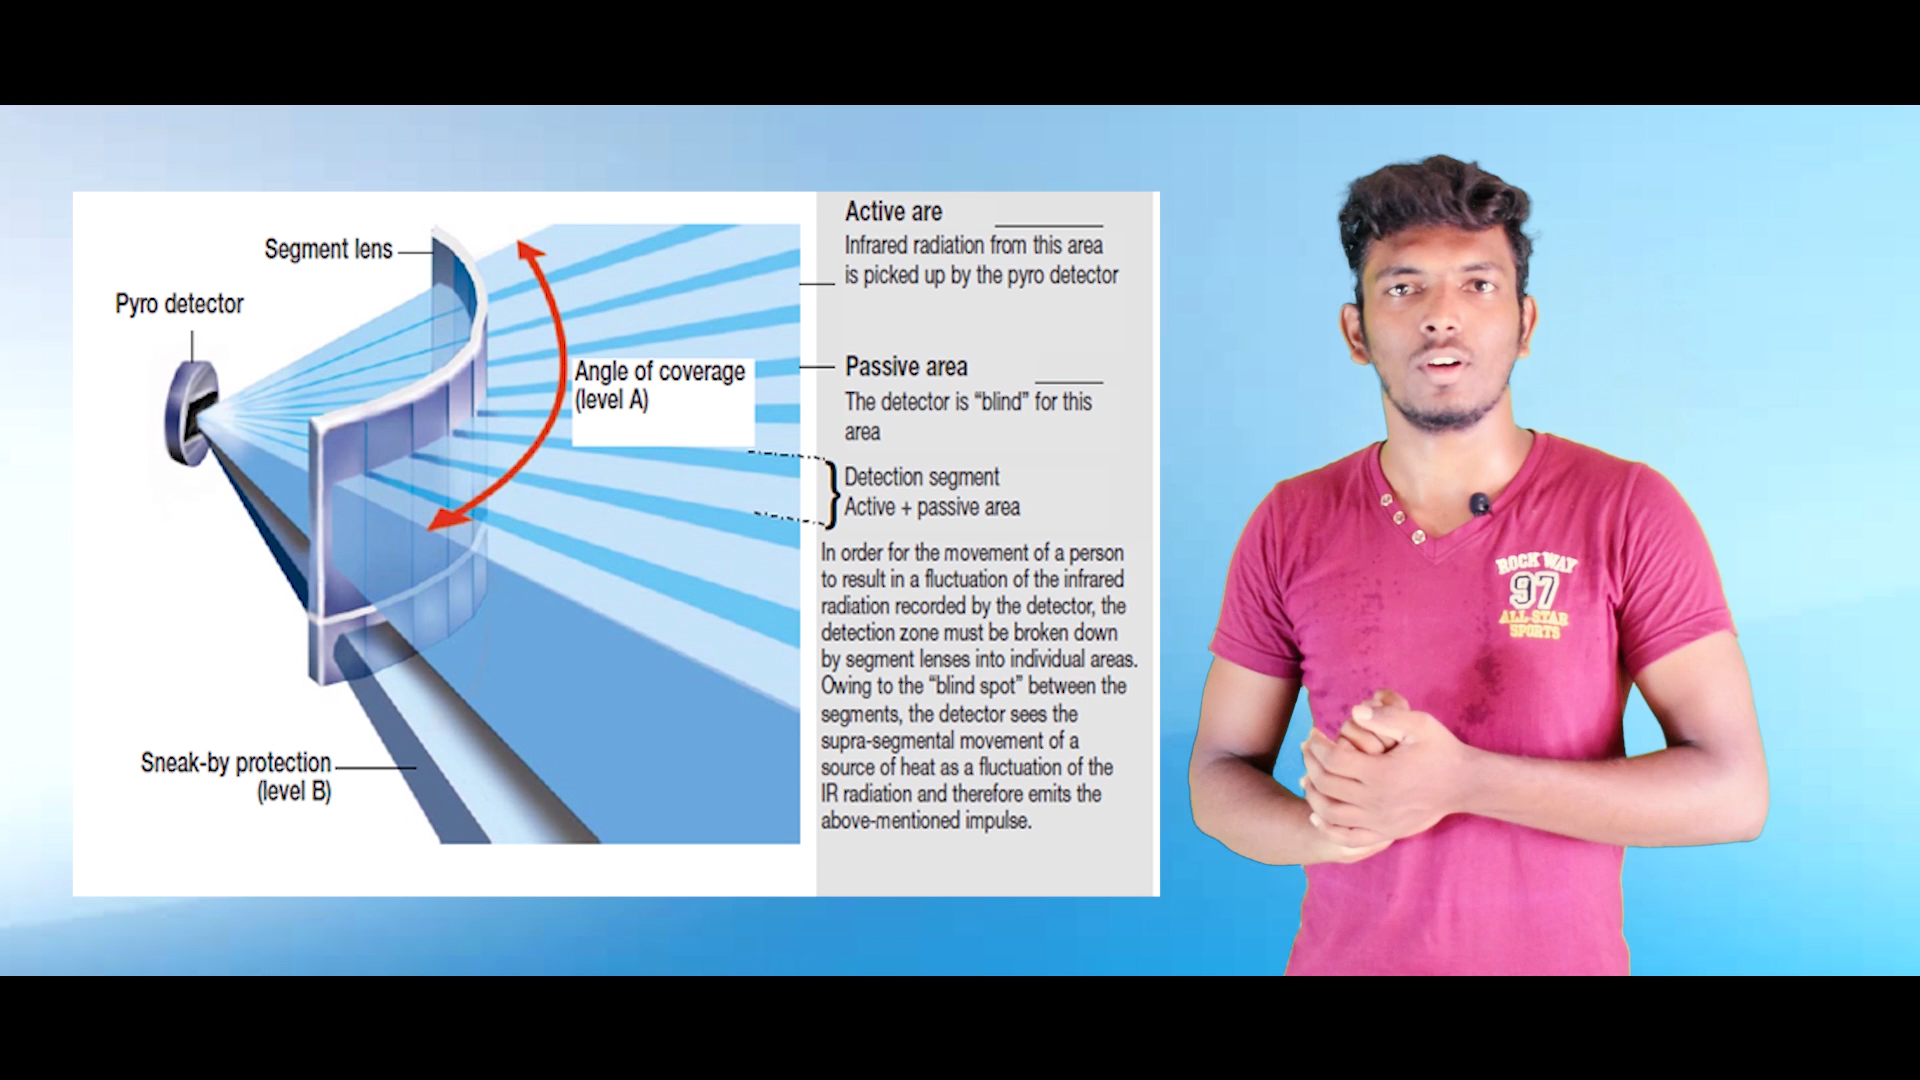 Segment lens
Pyro detector
Angle of coverage
(level A)
Sneak-by protection
(level B)
Active are
Infrared radiation from this area
is picked up by the pyro detector
Passive area
The detector is “blind” for this
area
Detection segment
Active + passive area
In order for the movement of a person
to result in a fluctuation of the infrared
radiation recorded by the detector, the
detection zone must be broken down
by segment lenses into individual areas.
Owing to the “blind spot” between the
segments, the detector sees the
supra-segmental movement of a
source of heat as a fluctuation of the
IR radiation and therefore emits the
above-mentioned impulse.
ROCK WAY
97
ALL-STAR
SPORTS